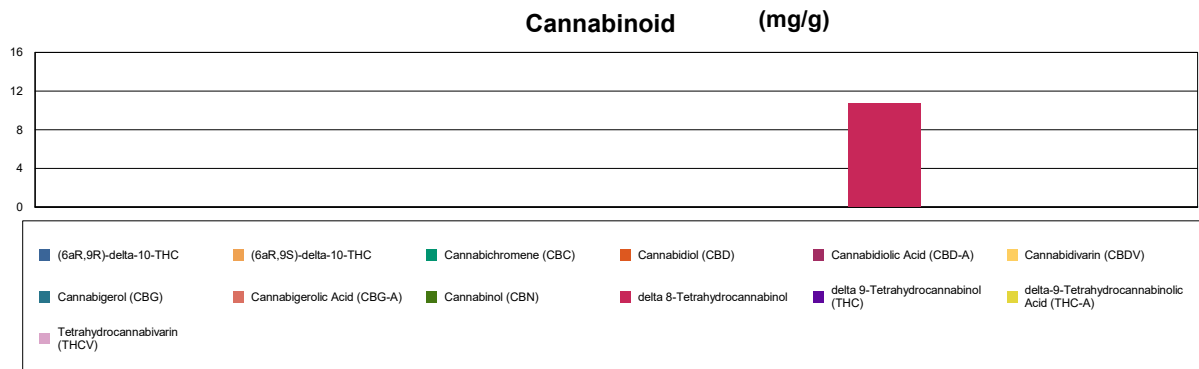 Cannabinoid (mg/g)
16
12
8
4
0
(6aR,9R)-delta-10-THC (6aR,9S)-delta-10-THC Cannabichromene (CBC) Cannabidiol (CBD) Cannabidiolic Acid (CBD-A) Cannabidivarin (CBDV)
Cannabigerol (CBG) Cannabigerolic Acid (CBG-A) Cannabinol (CBN) delta 8-Tetrahydrocannabinol delta 9-Tetrahydrocannabinol
(THC) delta-9-Tetrahydrocannabinolic
Acid (THC-A)
Tetrahydrocannabivarin
(THCV)